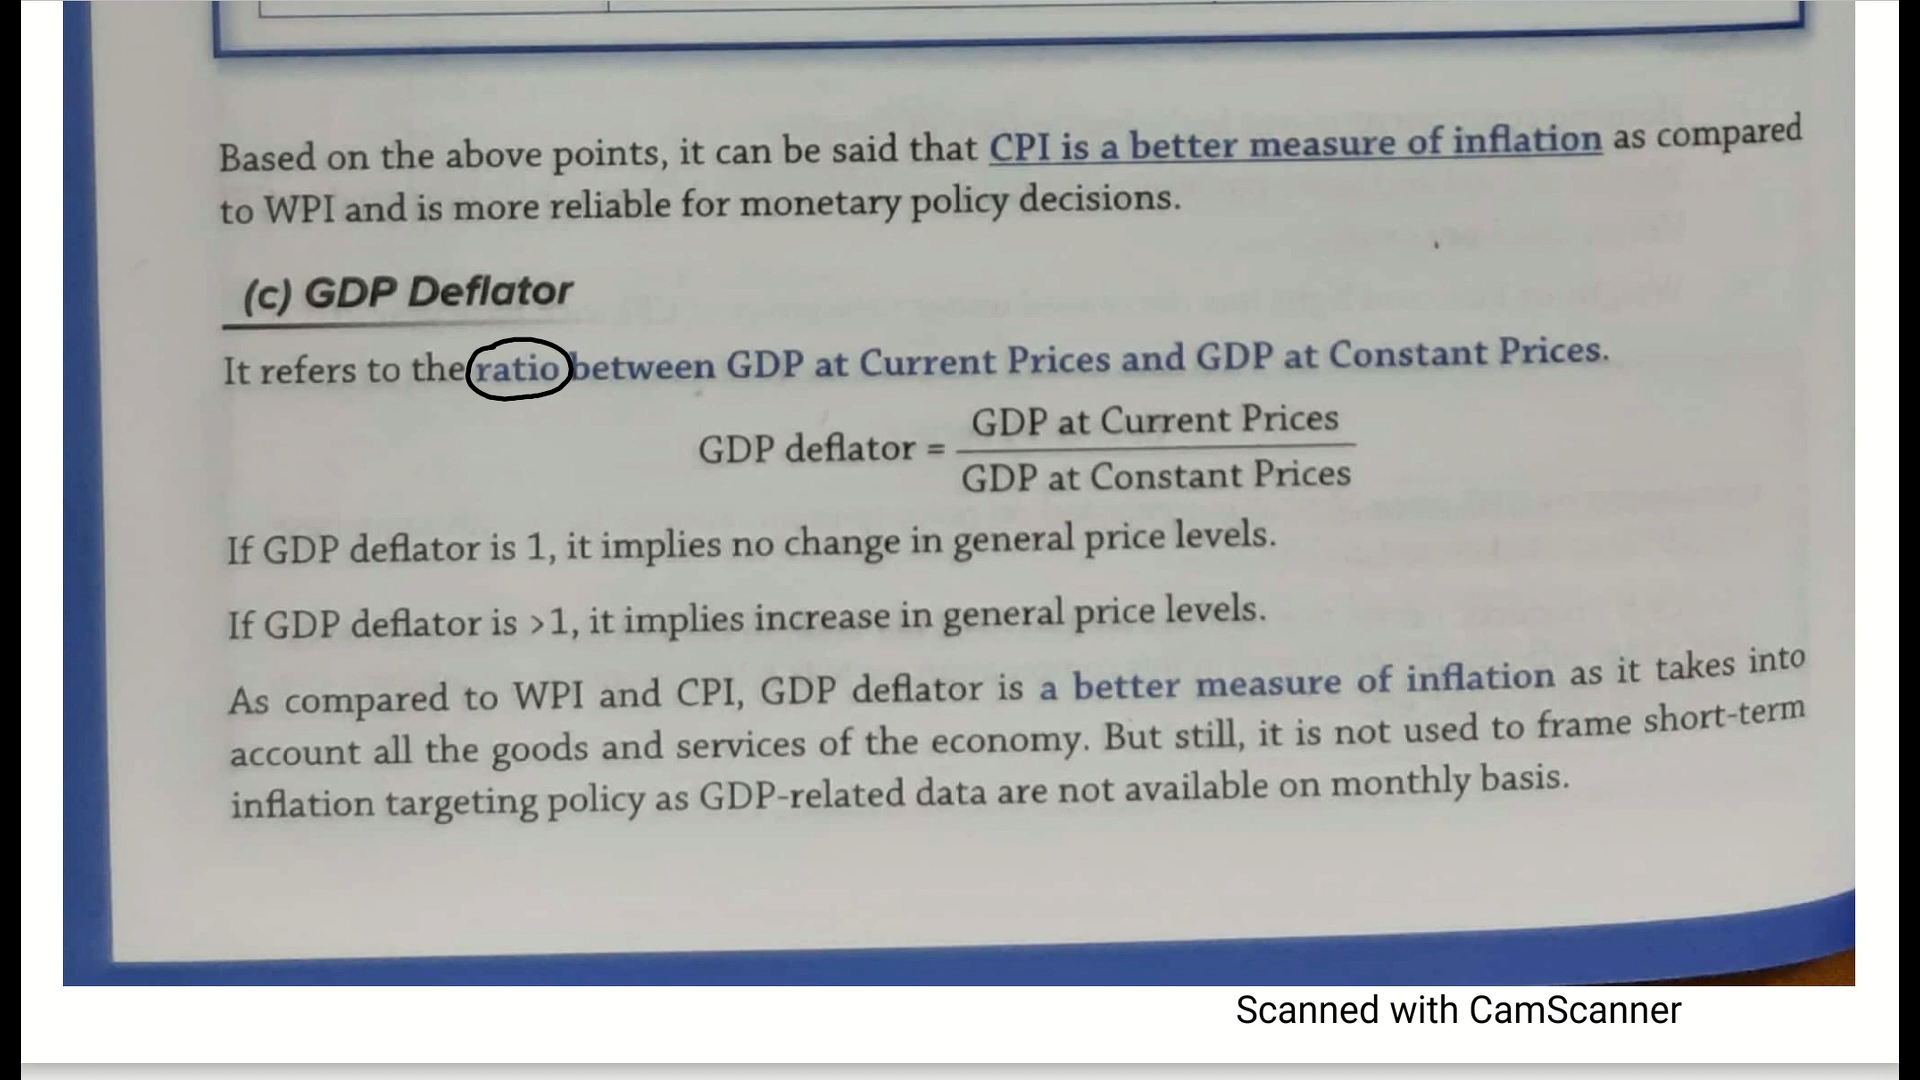 Based on the above points, it can be said that CPI is a better measure of inflation as compared
to WPI and is more reliable for monetary policy decisions.
(c) GDP Deflator
It refers to the ratio between GDP at Current Prices and GDP at Constant Prices.
GDP deflator = GDP at Current Prices
GDP at Constant Prices
If GDP deflator is 1, it implies no change in general price levels.
If GDP deflator is >1, it implies increase in general price levels.
As compared to WPI and CPI, GDP deflator is a better measure of inflation as it takes into
account all the goods and services of the economy. But still, it is not used to frame short-term
inflation targeting policy as GDP-related data are not available on monthly basis.
Scanned with CamScanner